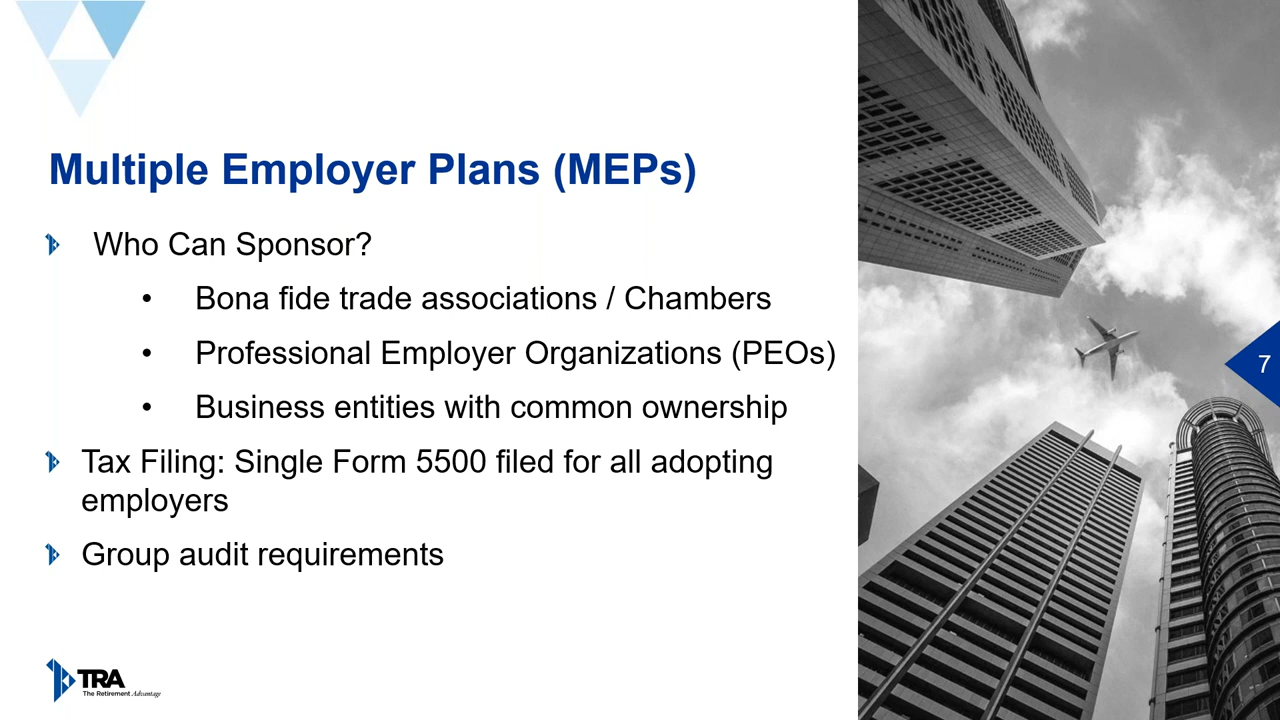 Multiple Employer Plans (MEPs)
Who Can Sponsor?
• Bona fide trade associations / Chambers
• Professional Employer Organizations (PEOs)
• Business entities with common ownership
Tax Filing: Single Form 5500 filed for all adopting
employers
Group audit requirements
7
TRA
The Retirement Advantage